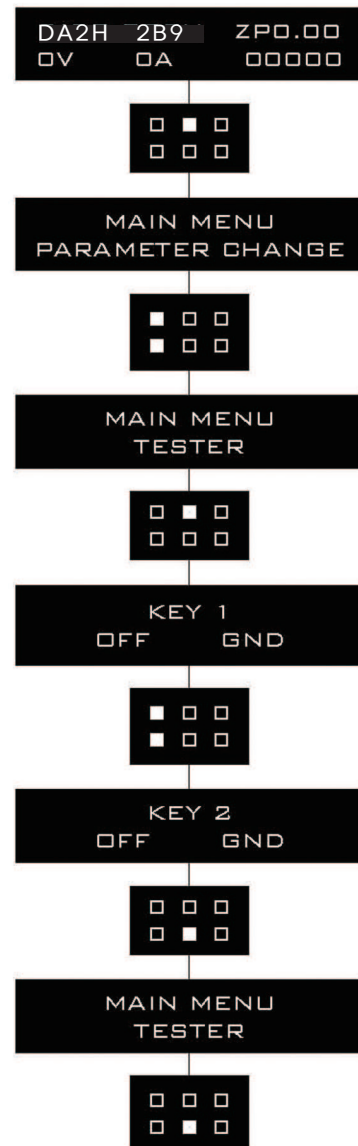 DA2H 2B9 ZP0.00
0V 0A 00000
MAIN MENU
PARAMETER CHANGE
MAIN MENU
TESTER
KEY 1
OFF GND
KEY 2
OFF GND
MAIN MENU
TESTER